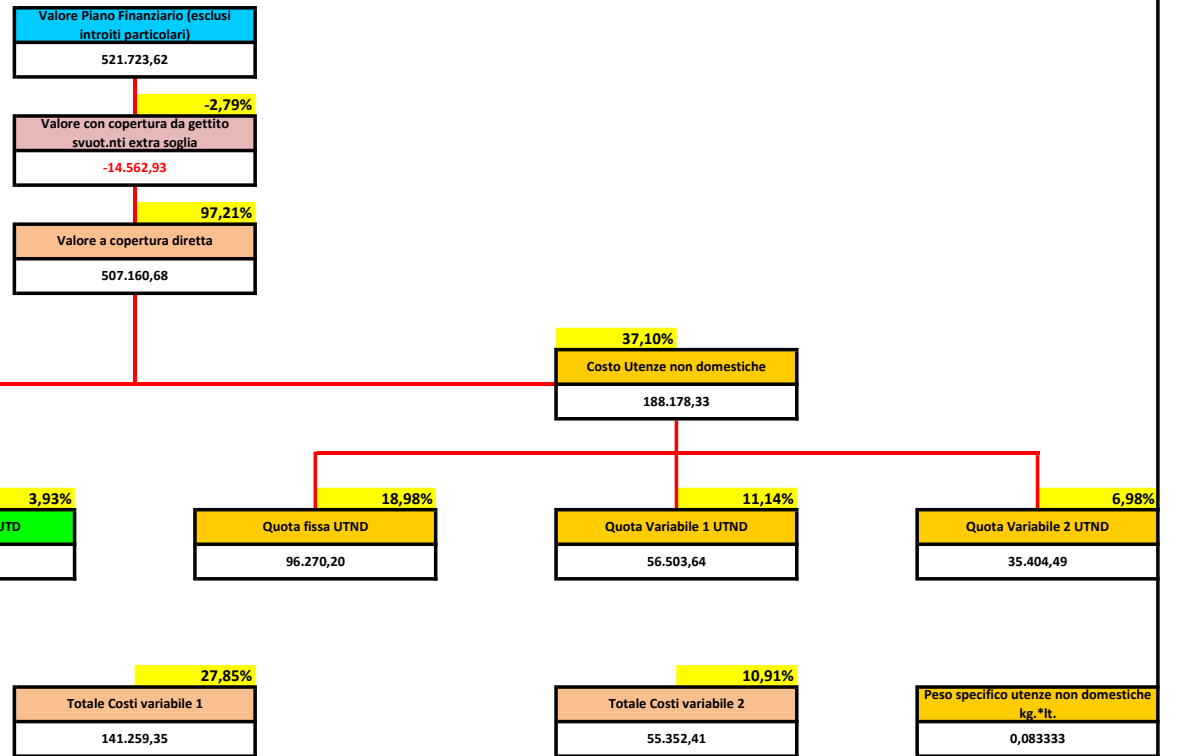 Valore Piano Finanziario (esclusi
introiti particolari)
521.723,62
-2,79%
Valore con copertura da gettito
svuot.nti extra soglia
-14.562,93
97,21%
Valore a copertura diretta
507.160,68
37,10%
Costo Utenze non domestiche
188.178,33
3,93%
UTD
18,98%
Quota fissa UTND
96.270,20
11,14%
Quota Variabile 1 UTND
56.503,64
6,98%
Quota Variabile 2 UTND
35.404,49
27,85%
Totale Costi variabile 1
141.259,35
10,91%
Totale Costi variabile 2
55.352,41
Peso specifico utenze non domestiche
kg.*lt.
0,083333